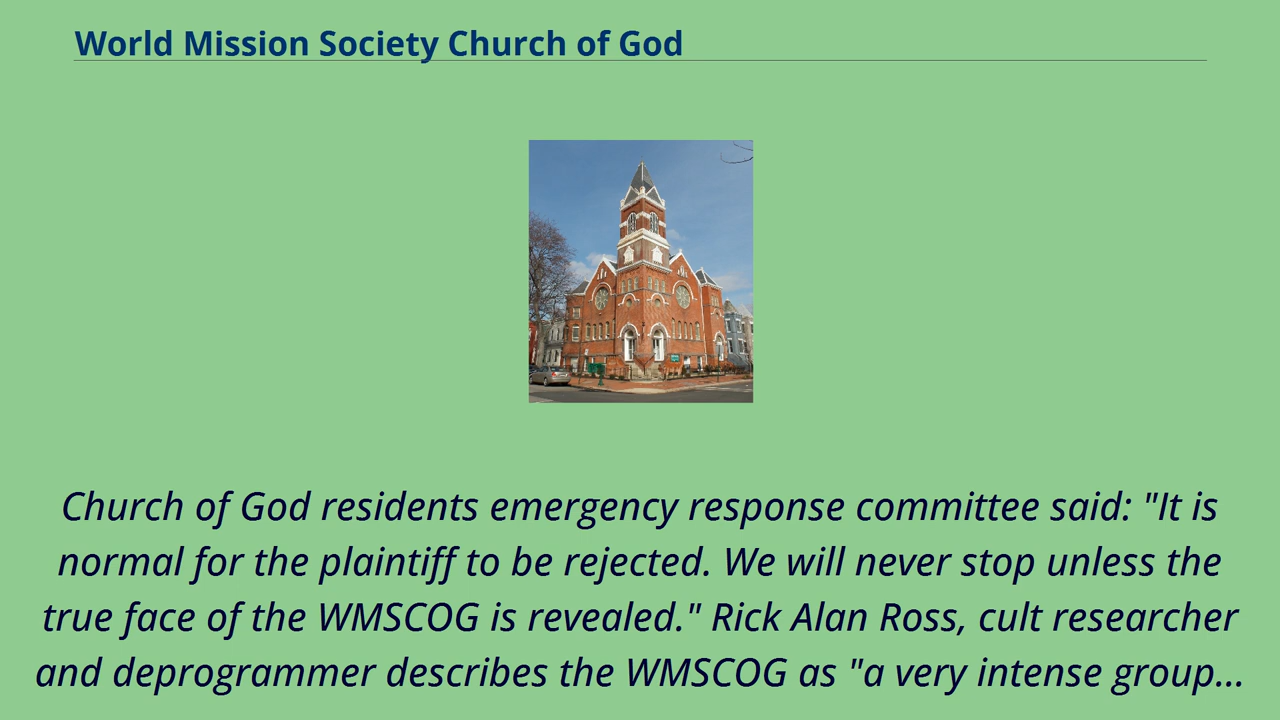 World Mission Society Church of God
Church of God residents emergency response committee said: "It is
normal for the plaintiff to be rejected. We will never stop unless the
true face of the WMSCOG is revealed." Rick Alan Ross, cult researcher
and deprogrammer describes the WMSCOG as "a very intense group...